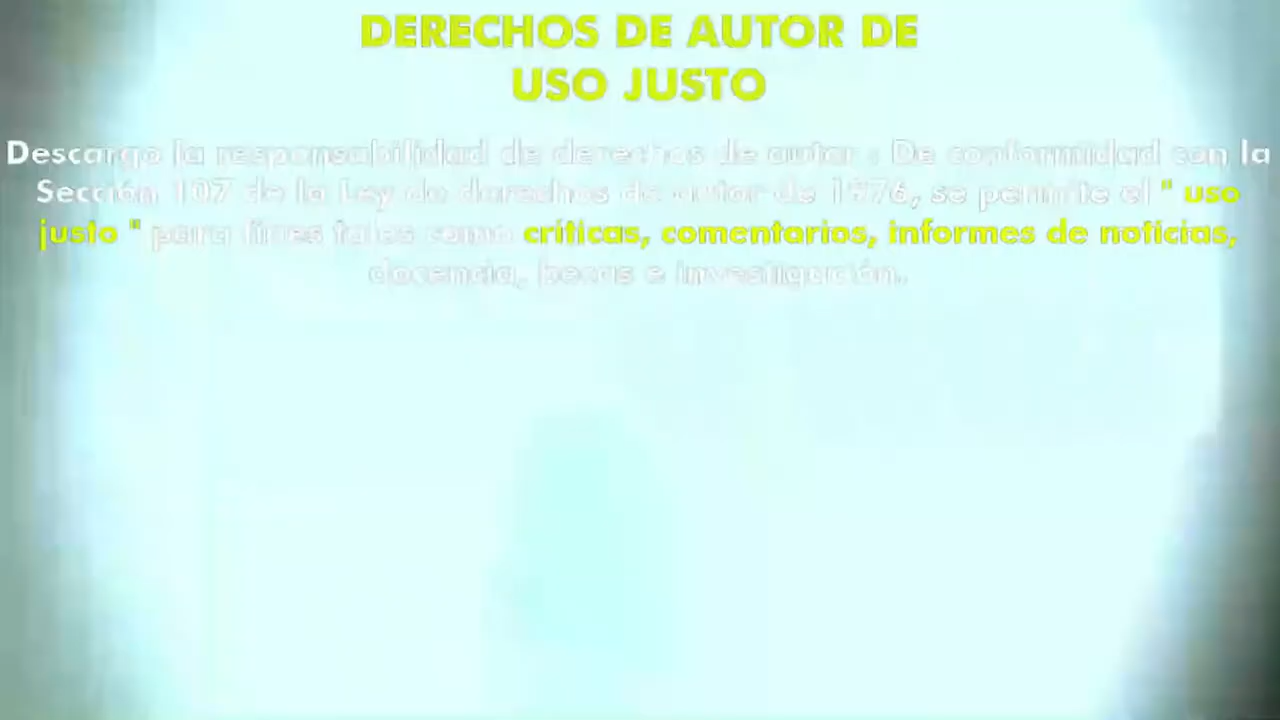 DERECHOS DE AUTOR DE
USO JUSTO
Descargo la responsabilidad de derechos de autor : De conformidad con la
Sección 107 de la Ley de derechos de autor de 1976, se permite el " uso
justo " para fines tales como críticas, comentarios, informes de noticias,
docencia, becas e investigación.